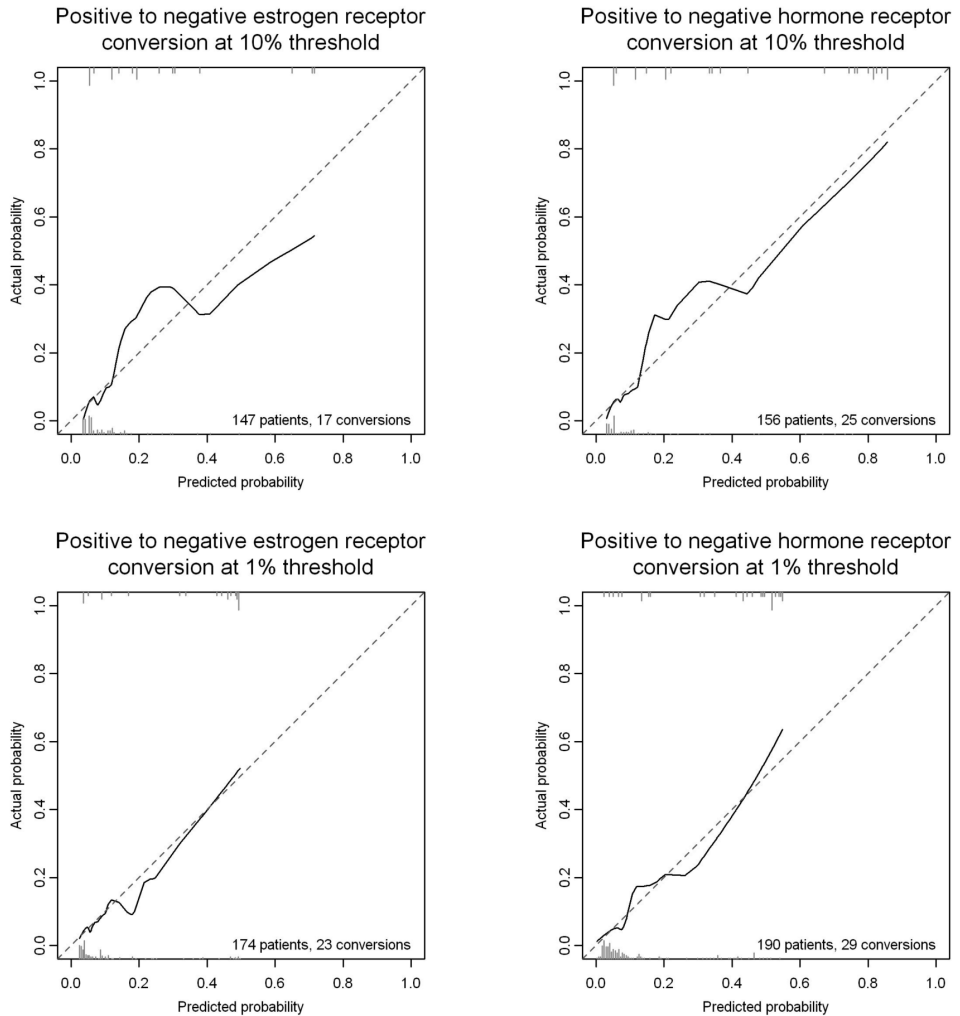 Positive to negative estrogen receptor
conversion at 10% threshold
1.0
0.8
0.6
0.4
0.2
0.0
Actual probability
147 patients, 17 conversions
0.0 0.2 0.4 0.6 0.8 1.0
Predicted probability
Positive to negative hormone receptor
conversion at 10% threshold
1.0
0.8
0.6
0.4
0.2
0.0
Actual probability
156 patients, 25 conversions
0.0 0.2 0.4 0.6 0.8 1.0
Predicted probability
Positive to negative estrogen receptor
conversion at 1% threshold
1.0
0.8
0.6
0.4
0.2
0.0
Actual probability
174 patients, 23 conversions
0.0 0.2 0.4 0.6 0.8 1.0
Predicted probability
Positive to negative hormone receptor
conversion at 1% threshold
1.0
0.8
0.6
0.4
0.2
0.0
Actual probability
190 patients, 29 conversions
0.0 0.2 0.4 0.6 0.8 1.0
Predicted probability